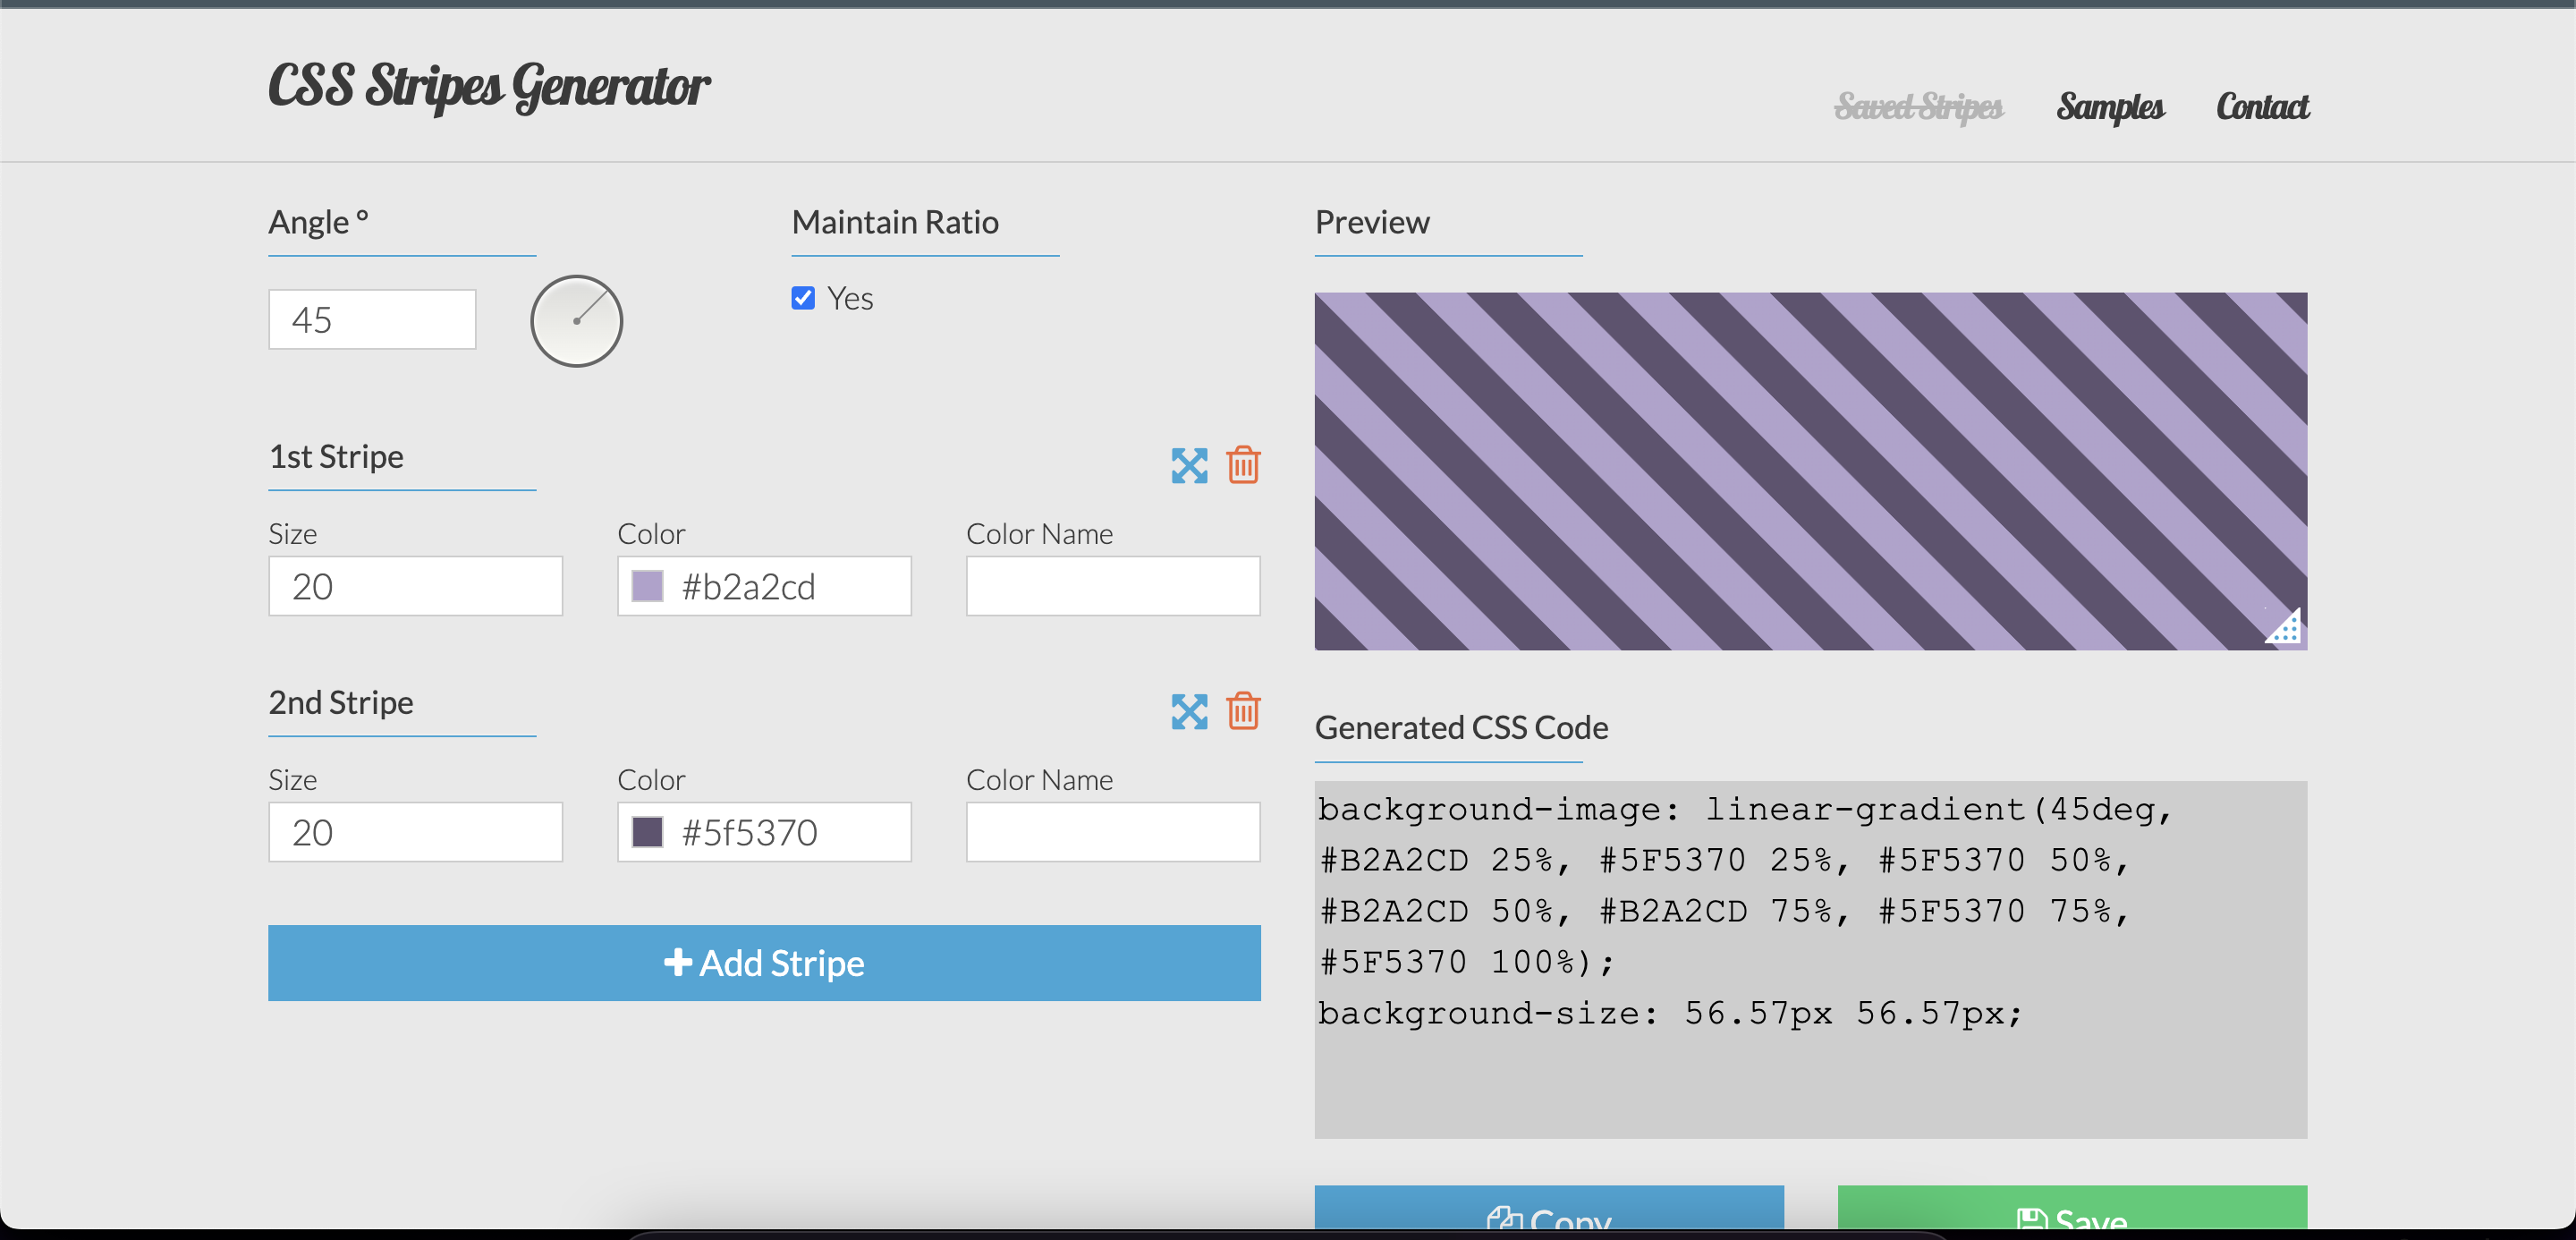 CSS Stripes Generator
Saved Stripes Samples Contact
Angle °
45
Maintain Ratio
Yes
1st Stripe
Size Color Color Name
20 #b2a2cd
2nd Stripe
Size Color Color Name
20 #5f5370
Add Stripe
Preview
Generated CSS Code
background-image: linear-gradient(45deg,
#B2A2CD 25%, #5F5370 25%, #5F5370 50%,
#B2A2CD 50%, #B2A2CD 75%, #5F5370 75%,
#5F5370 100%);
background-size: 56.57px 56.57px;
Copy Save